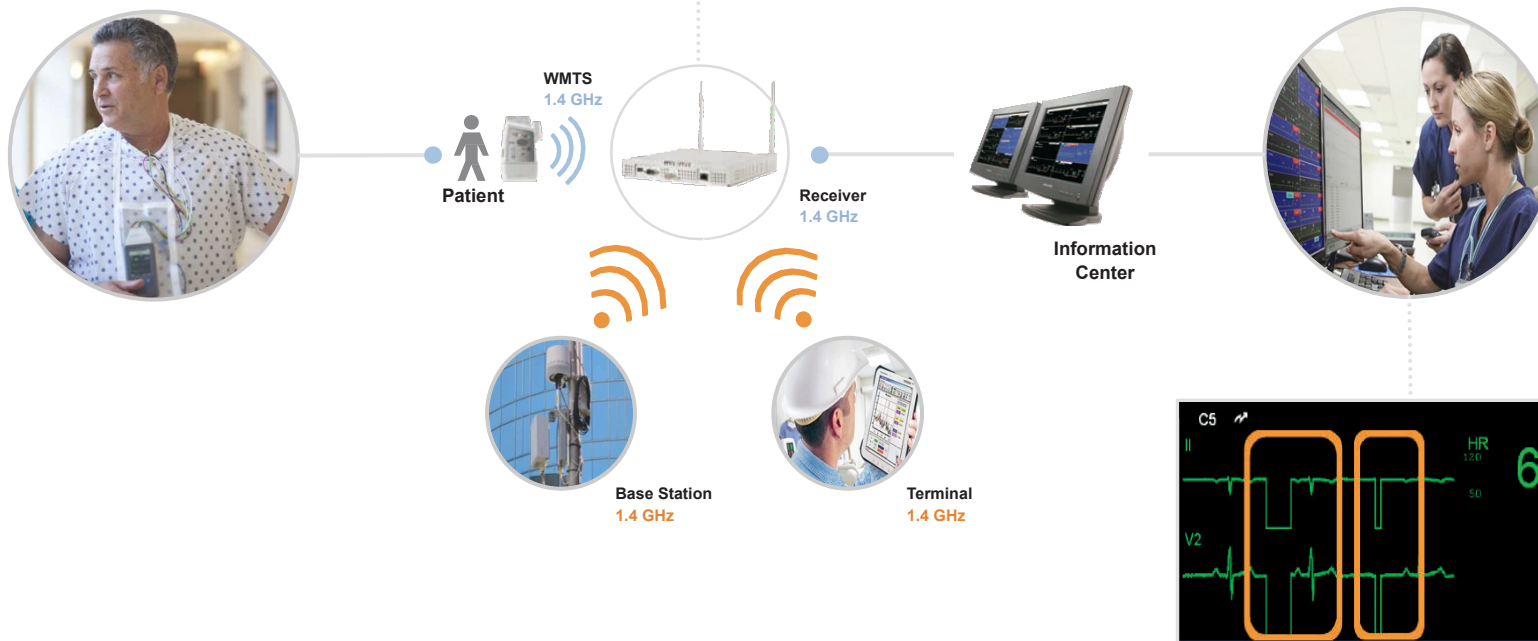 WMTS
1.4 GHz
Patient
Receiver
1.4 GHz
Information
Center
Base Station
1.4 GHz
Terminal
1.4 GHz
C5
II
HR
120
50
6
V2